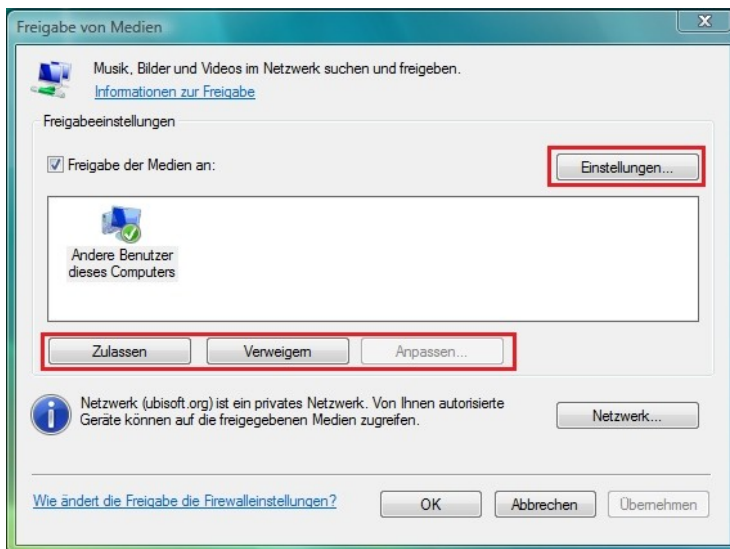 Freigabe von Medien
Musik, Bilder und Videos im Netzwerk suchen und freigeben.
Informationen zur Freigabe
Freigabeeinstellungen
Freigabe der Medien an:
Einstellungen...
Andere Benutzer
dieses Computers
Zulassen
Verweigern
Anpassen...
Netzwerk (ubisoft.org) ist ein privates Netzwerk. Von Ihnen autorisierte
Geräte können auf die freigegebenen Medien zugreifen.
Netzwerk...
Wie ändert die Freigabe die Firewalleinstellungen?
OK
Abbrechen
Übernehmen